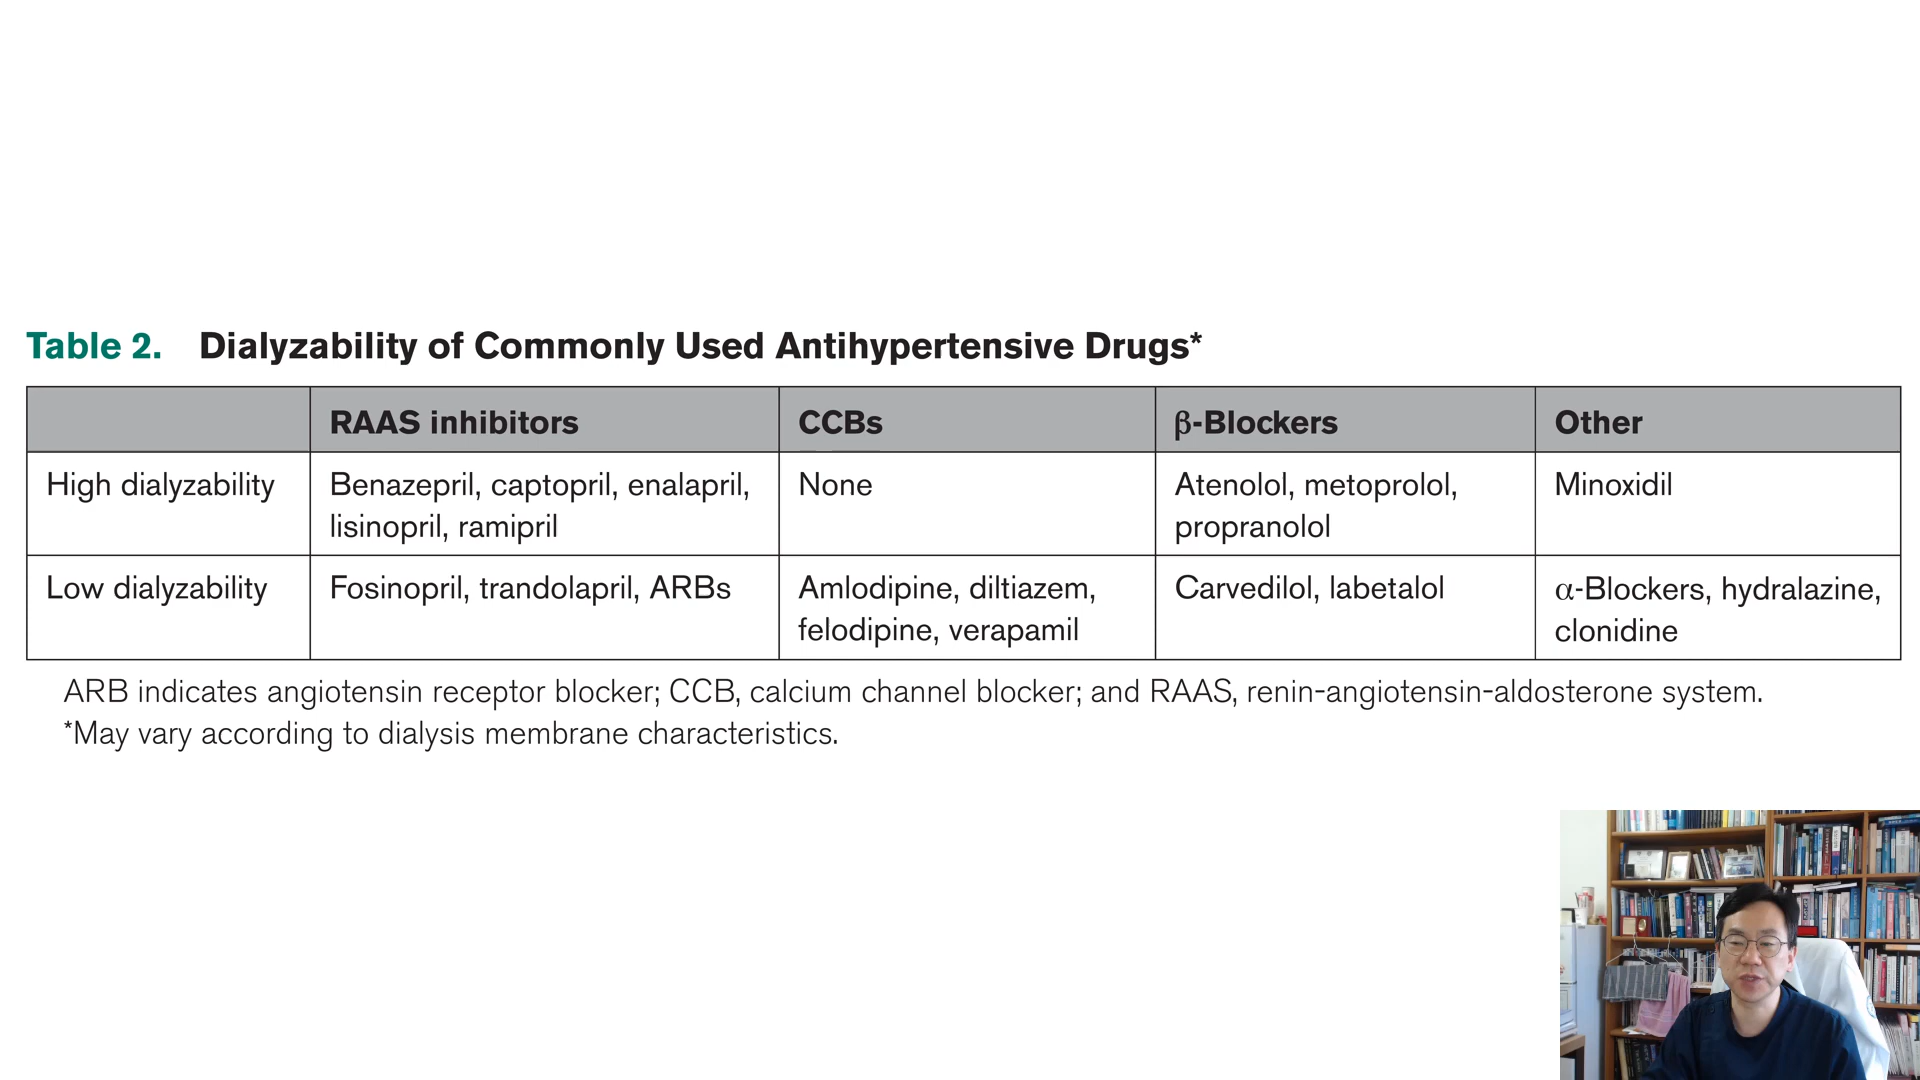 Table 2. Dialyzability of Commonly Used Antihypertensive Drugs*
RAAS inhibitors CCBs β-Blockers Other
High dialyzability Benazepril, captopril, enalapril, None Atenolol, metoprolol, Minoxidil
lisinopril, ramipril propranolol
Low dialyzability Fosinopril, trandolapril, ARBs Amlodipine, diltiazem, Carvedilol, labetalol α-Blockers, hydralazine,
felodipine, verapamil clonidine
ARB indicates angiotensin receptor blocker; CCB, calcium channel blocker; and RAAS, renin-angiotensin-aldosterone system.
*May vary according to dialysis membrane characteristics.